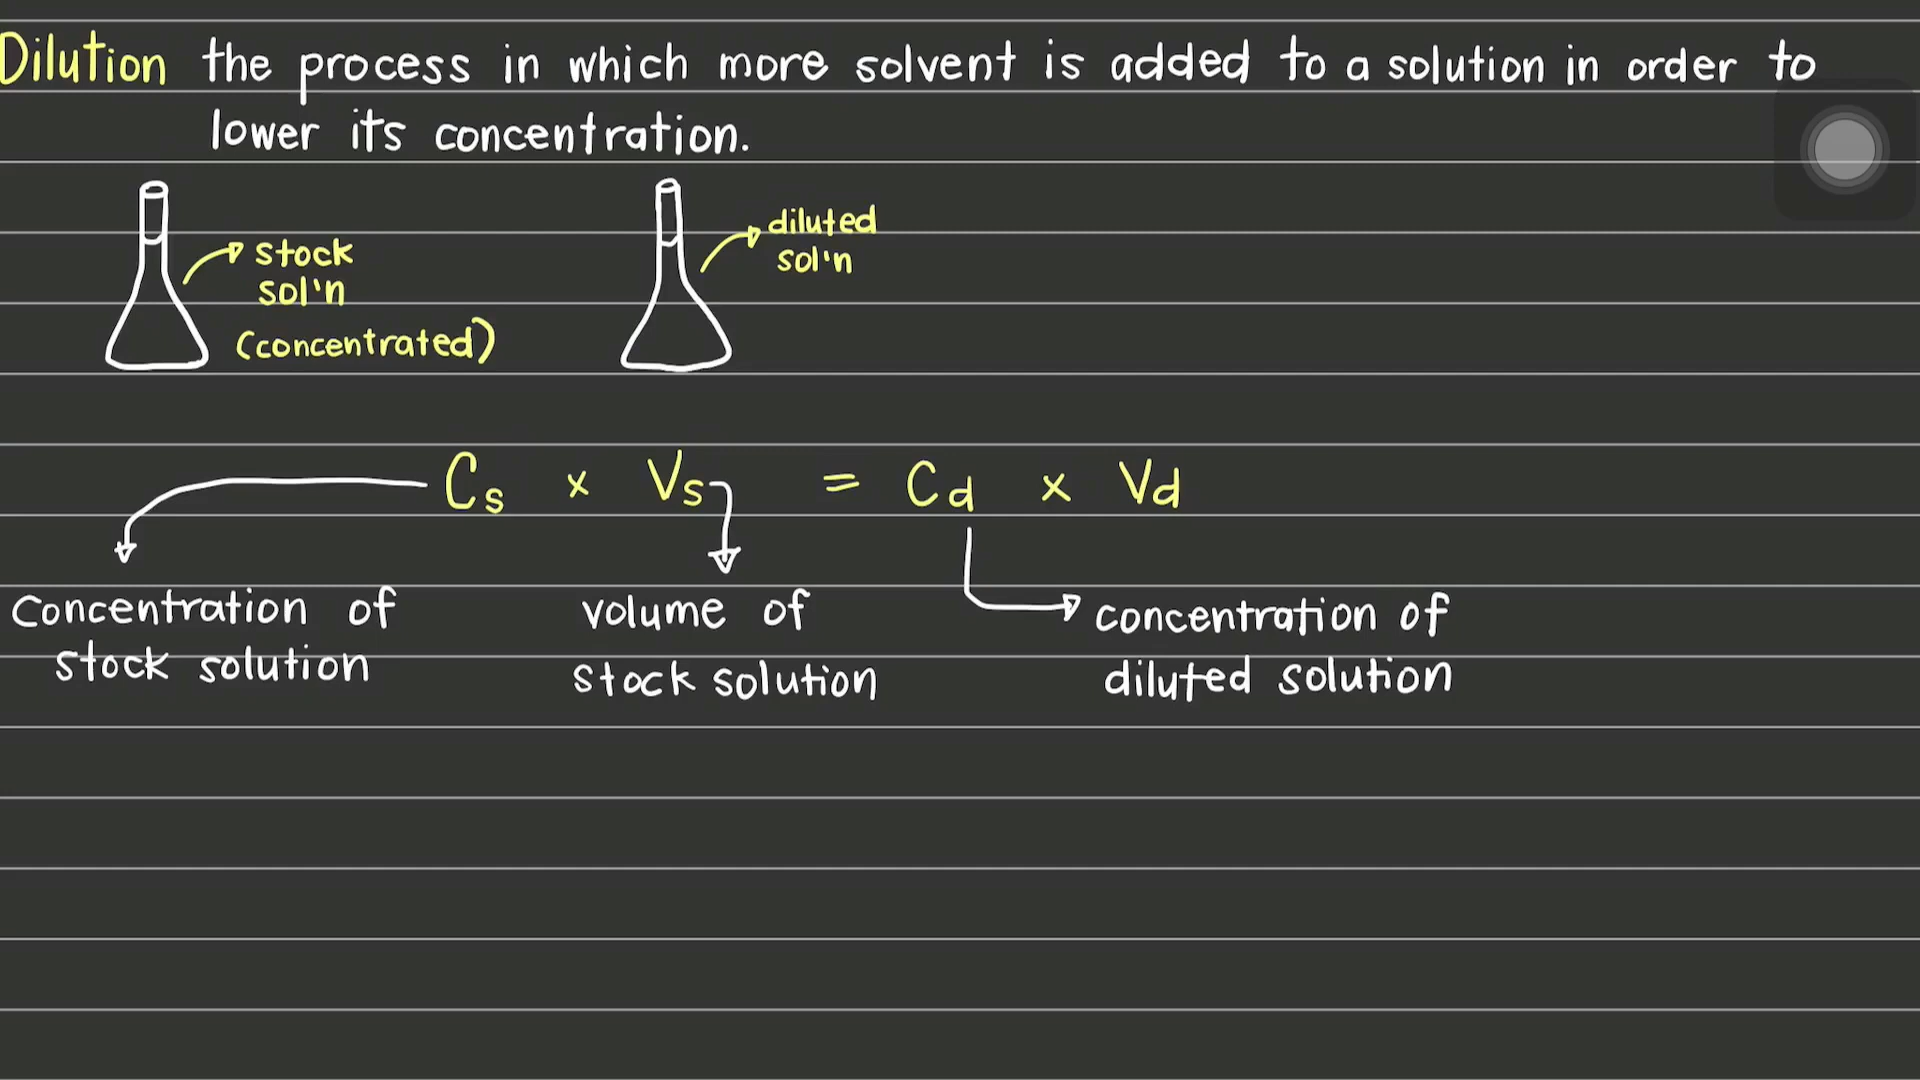 Dilution the process in which more solvent is added to a solution in order to
lower its concentration.
stock
sol'n
(concentrated)
diluted
sol'n
Cs x Vs = Cd x Vd
Concentration of
stock solution
volume of
stock solution
concentration of
diluted solution